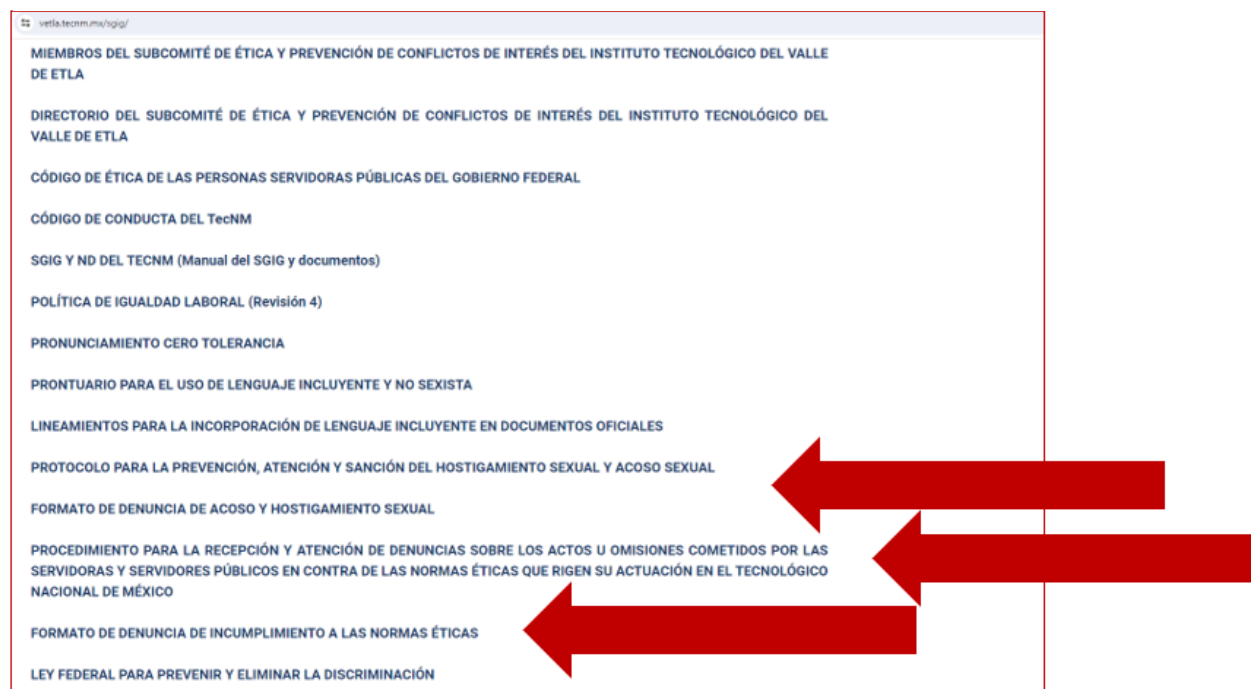 vetla.tecnm.mx/sgig/
MIEMBROS DEL SUBCOMITÉ DE ÉTICA Y PREVENCIÓN DE CONFLICTOS DE INTERÉS DEL INSTITUTO TECNOLÓGICO DEL VALLE
DE ETLA
DIRECTORIO DEL SUBCOMITÉ DE ÉTICA Y PREVENCIÓN DE CONFLICTOS DE INTERÉS DEL INSTITUTO TECNOLÓGICO DEL
VALLE DE ETLA
CÓDIGO DE ÉTICA DE LAS PERSONAS SERVIDORAS PÚBLICAS DEL GOBIERNO FEDERAL
CÓDIGO DE CONDUCTA DEL TecNM
SGIG Y ND DEL TECNM (Manual del SGIG y documentos)
POLÍTICA DE IGUALDAD LABORAL (Revisión 4)
PRONUNCIAMIENTO CERO TOLERANCIA
PRONTUARIO PARA EL USO DE LENGUAJE INCLUYENTE Y NO SEXISTA
LINEAMIENTOS PARA LA INCORPORACIÓN DE LENGUAJE INCLUYENTE EN DOCUMENTOS OFICIALES
PROTOCOLO PARA LA PREVENCIÓN, ATENCIÓN Y SANCIÓN DEL HOSTIGAMIENTO SEXUAL Y ACOSO SEXUAL
FORMATO DE DENUNCIA DE ACOSO Y HOSTIGAMIENTO SEXUAL
PROCEDIMIENTO PARA LA RECEPCIÓN Y ATENCIÓN DE DENUNCIAS SOBRE LOS ACTOS U OMISIONES COMETIDOS POR LAS
SERVIDORAS Y SERVIDORES PÚBLICOS EN CONTRA DE LAS NORMAS ÉTICAS QUE RIGEN SU ACTUACIÓN EN EL TECNOLÓGICO
NACIONAL DE MÉXICO
FORMATO DE DENUNCIA DE INCUMPLIMIENTO A LAS NORMAS ÉTICAS
LEY FEDERAL PARA PREVENIR Y ELIMINAR LA DISCRIMINACIÓN